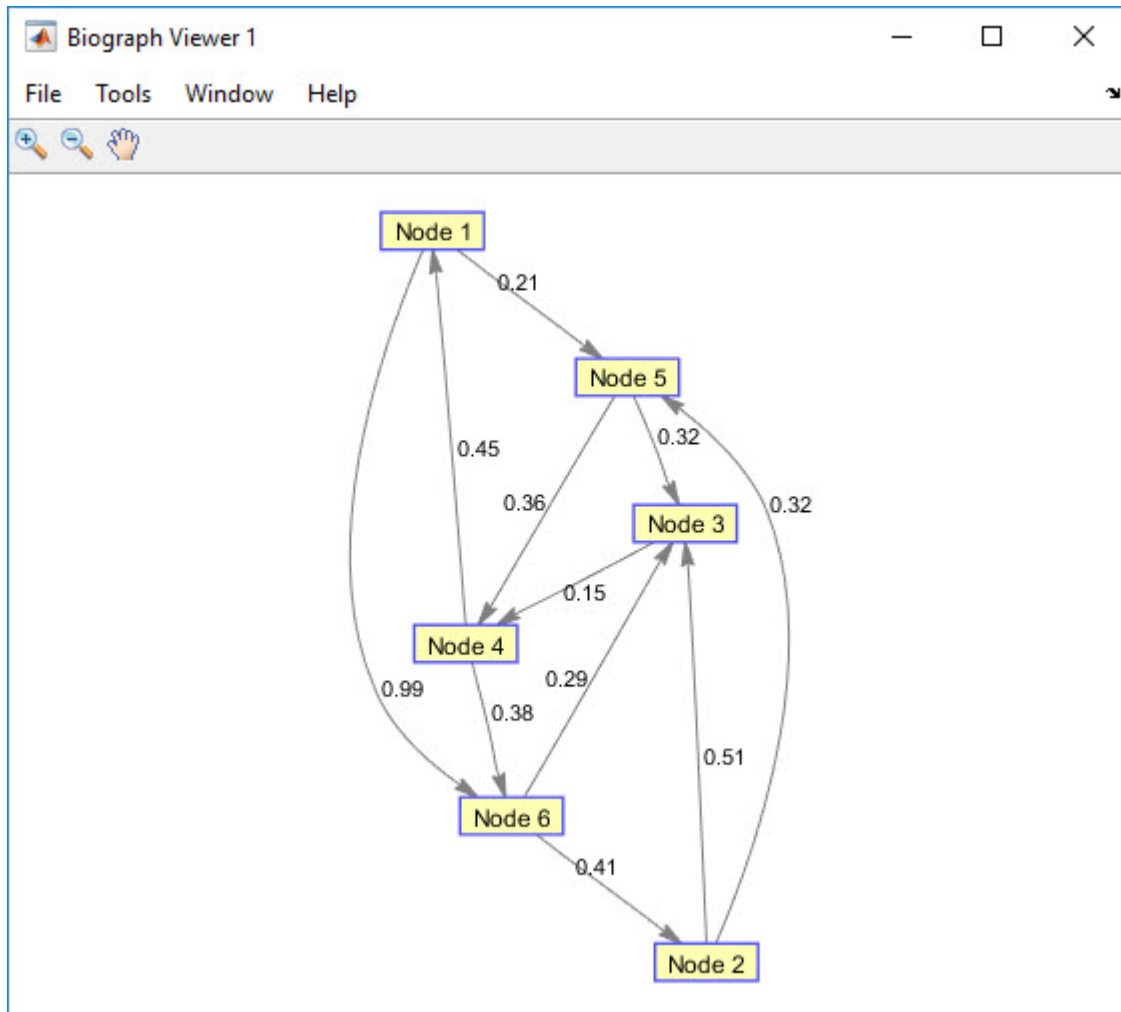 Biograph Viewer 1
File Tools Window Help
Node 1
0.21
Node 5
0.32
0.45
0.36
0.32
Node 3
0.15
Node 4
0.29
0.99
0.38
0.51
Node 6
0.41
Node 2